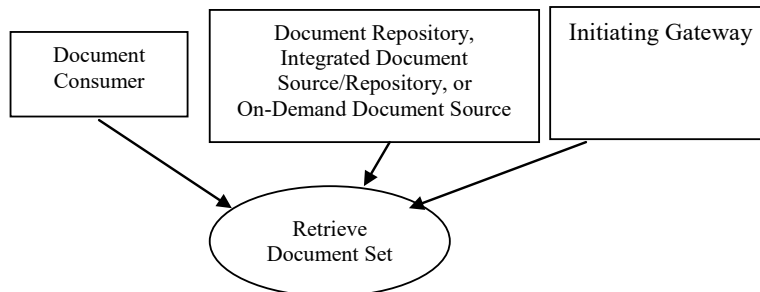 Document
Consumer
Document Repository,
Integrated Document
Source/Repository, or
On-Demand Document Source
Initiating Gateway
Retrieve
Document Set